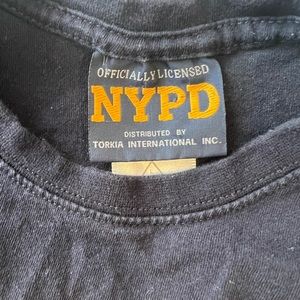 OFFICIALLY LICENSED
NYPD
DISTRIBUTED BY
TORKIA INTERNATIONAL INC.